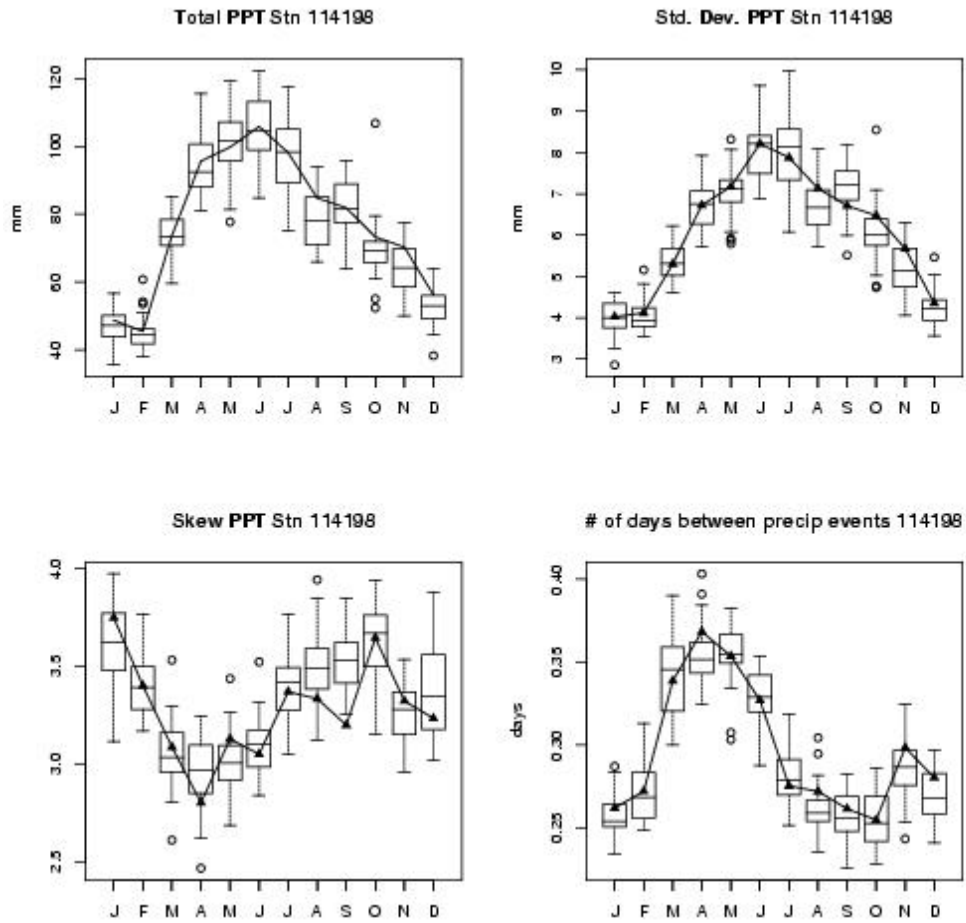 Total PPT Stn 114198
mm
120
100
80
60
40
J F M A M J J A S O N D
Std. Dev. PPT Stn 114198
mm
10
9
8
7
6
5
4
3
J F M A M J J A S O N D
Skew PPT Stn 114198
4.0
3.5
3.0
2.5
J F M A M J J A S O N D
# of days between precip events 114198
days
0.40
0.35
0.30
0.25
J F M A M J J A S O N D